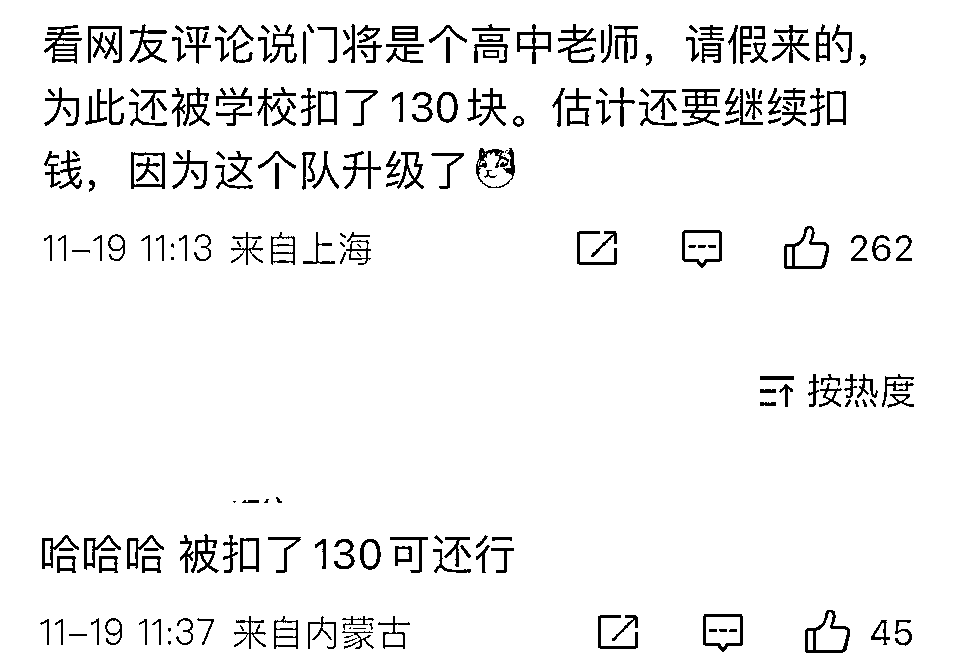 看网友评论说门将是个高中老师，请假来的，
为此还被学校扣了130块。估计还要继续扣
钱，因为这个队升级了
11-19 11:13 来自上海 262
按热度
哈哈哈 被扣了130可还行
11-19 11:37 来自内蒙古 45